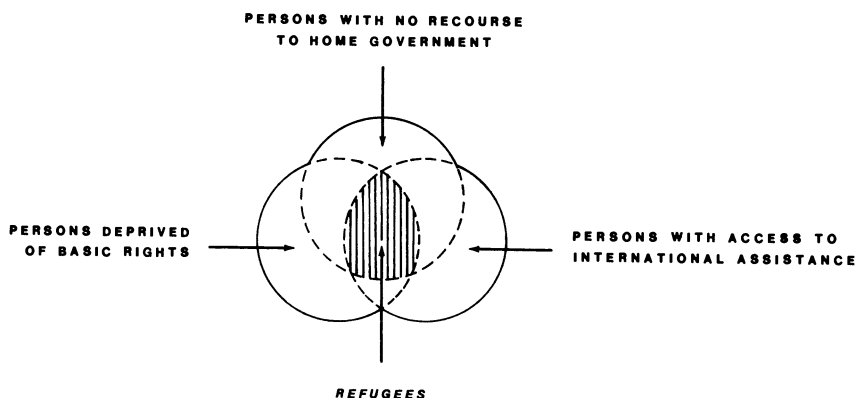 PERSONS WITH NO RECOURSE
TO HOME GOVERNMENT
PERSONS DEPRIVED
OF BASIC RIGHTS
PERSONS WITH ACCESS TO
INTERNATIONAL ASSISTANCE
REFUGEES